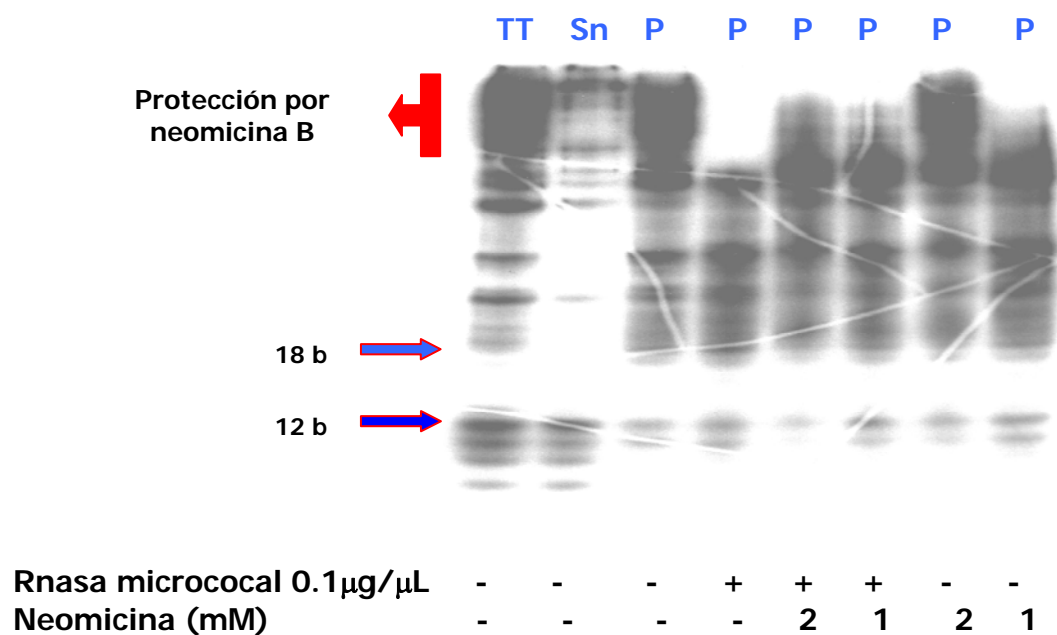 TT Sn P P P P P P
Protección por
neomicina B
18 b
12 b
Rnasa micrococal 0.1µg/µL - - - + + + - -
Neomicina (mM) - - - - 2 1 2 1